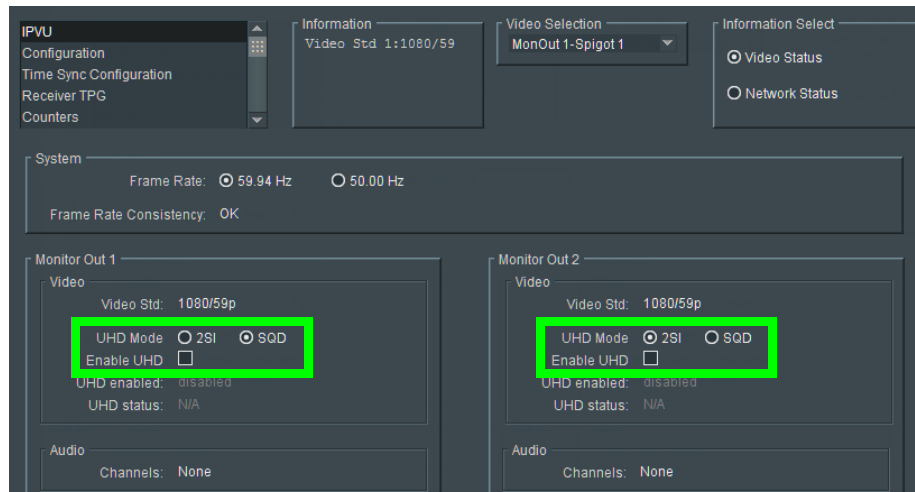 IPVU
Configuration
Time Sync Configuration
Receiver TPG
Counters
Information
Video Std 1:1080/59
Video Selection
MonOut 1-Spigot 1
Information Select
Video Status
Network Status
System
Frame Rate: 59.94 Hz 50.00 Hz
Frame Rate Consistency: OK
Monitor Out 1
Video
Video Std: 1080/59p
UHD Mode 2SI SQD
Enable UHD
UHD enabled: disabled
UHD status: N/A
Audio
Channels: None
Monitor Out 2
Video
Video Std: 1080/59p
UHD Mode 2SI SQD
Enable UHD
UHD enabled: disabled
UHD status: N/A
Audio
Channels: None